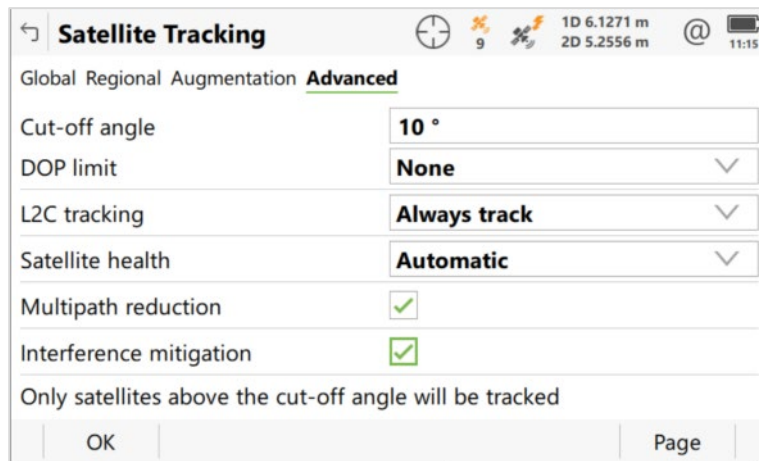 Satellite Tracking
9
1D 6.1271 m
2D 5.2556 m
@
11:15
Global Regional Augmentation Advanced
Cut-off angle 10 °
DOP limit None
L2C tracking Always track
Satellite health Automatic
Multipath reduction
Interference mitigation
Only satellites above the cut-off angle will be tracked
OK Page